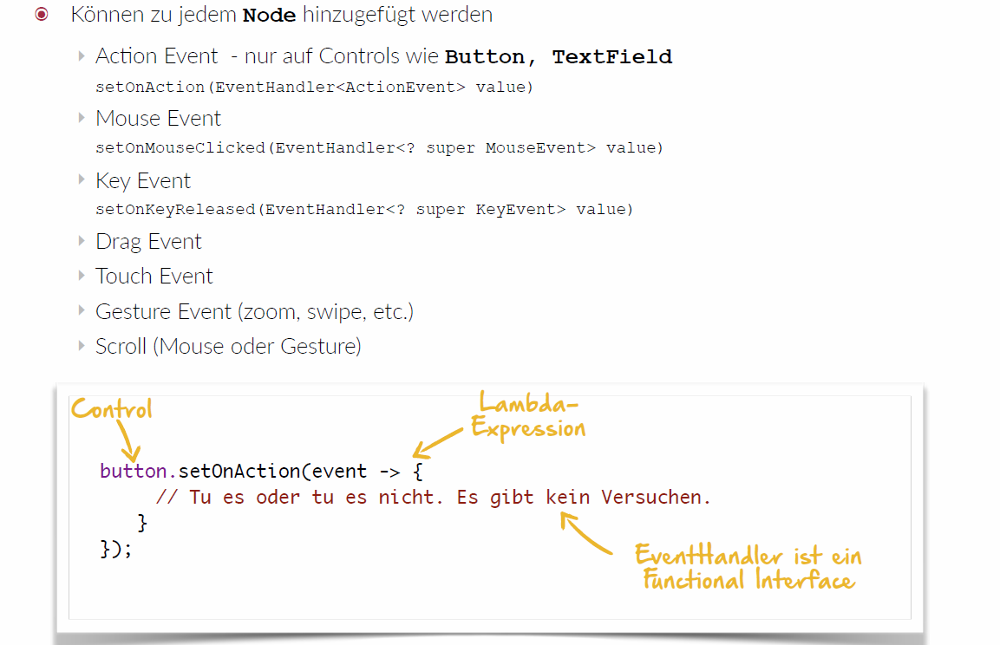 Können zu jedem Node hinzugefügt werden
Action Event - nur auf Controls wie Button, TextField
setOnAction(EventHandler<ActionEvent> value)
Mouse Event
setOnMouseClicked(EventHandler<? super MouseEvent> value)
Key Event
setOnKeyReleased(EventHandler<? super KeyEvent> value)
Drag Event
Touch Event
Gesture Event (zoom, swipe, etc.)
Scroll (Mouse oder Gesture)
Control
Lambda-
Expression
button.setOnAction(event -> {
// Tu es oder tu es nicht. Es gibt kein Versuchen.
}
});
EventHandler ist ein
Functional Interface